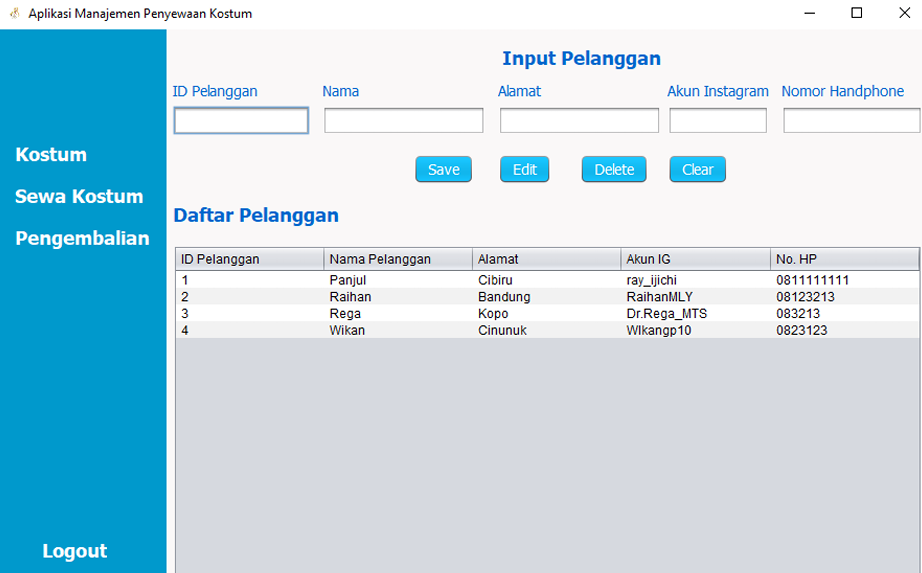 Aplikasi Manajemen Penyewaan Kostum
Kostum
Sewa Kostum
Pengembalian
Logout
Input Pelanggan
ID Pelanggan Nama Alamat Akun Instagram Nomor Handphone
Save Edit Delete Clear
Daftar Pelanggan
ID Pelanggan Nama Pelanggan Alamat Akun IG No. HP
1 Panjul Cibiru ray_ijichi 0811111111
2 Raihan Bandung RaihanMLY 08123213
3 Rega Kopo Dr.Rega_MTS 083213
4 Wikan Cinunuk WIkangp10 0823123